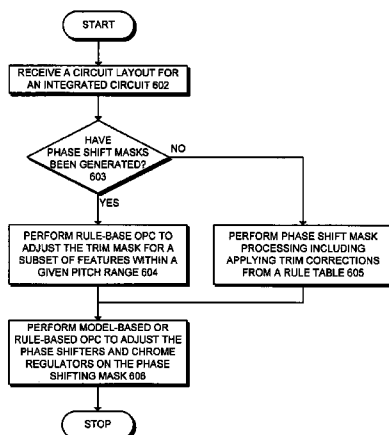 START
RECEIVE A CIRCUIT LAYOUT FOR
AN INTEGRATED CIRCUIT 602
HAVE
PHASE SHIFT MASKS
BEEN GENERATED?
603
NO
YES
PERFORM RULE-BASE OPC TO
ADJUST THE TRIM MASK FOR A
SUBSET OF FEATURES WITHIN A
GIVEN PITCH RANGE 604
PERFORM PHASE SHIFT MASK
PROCESSING INCLUDING
APPLYING TRIM CORRECTIONS
FROM A RULE TABLE 605
PERFORM MODEL-BASED OR
RULE-BASED OPC TO ADJUST THE
PHASE SHIFTERS AND CHROME
REGULATORS ON THE PHASE
SHIFTING MASK 606
STOP